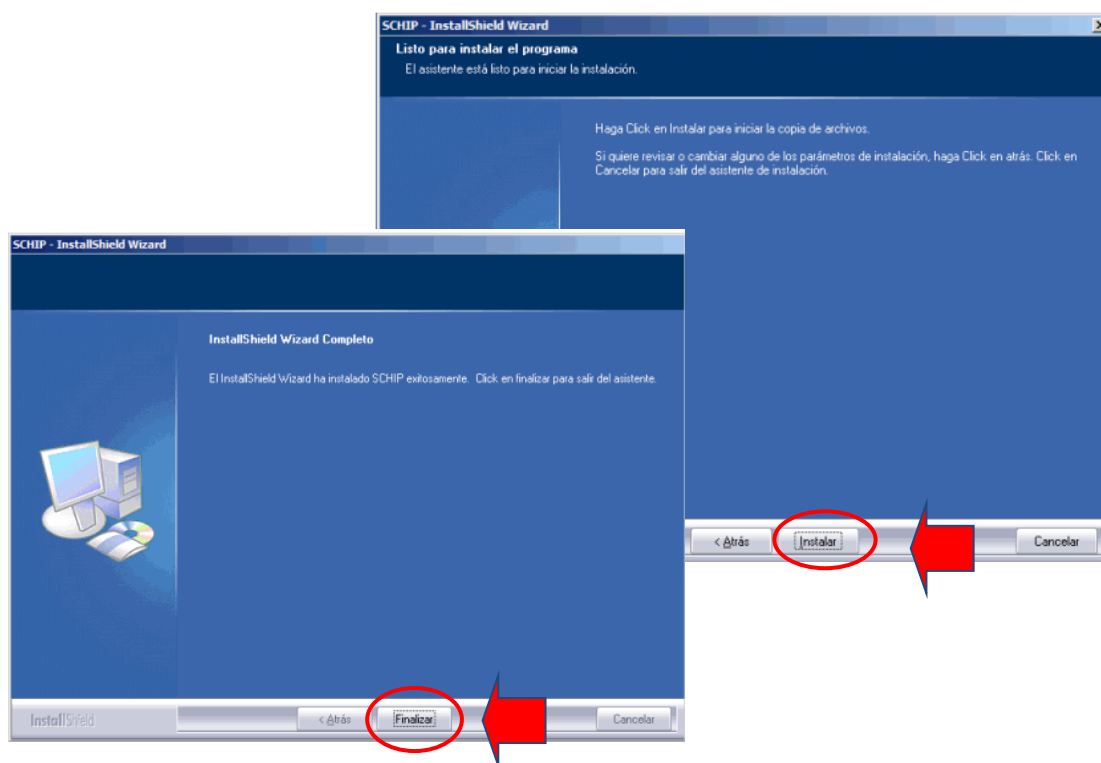 SCHIP - InstallShield Wizard
Listo para instalar el programa
El asistente está listo para iniciar la instalación.
Haga Click en Instalar para iniciar la copia de archivos.
Si quiere revisar o cambiar alguno de los parámetros de instalación, haga Click en atrás. Click en
Cancelar para salir del asistente de instalación.
< Atrás
Instalar
Cancelar
SCHIP - InstallShield Wizard
InstallShield Wizard Completo
El InstallShield Wizard ha instalado SCHIP exitosamente. Click en finalizar para salir del asistente.
InstallShield
< Atrás
Finalizar
Cancelar